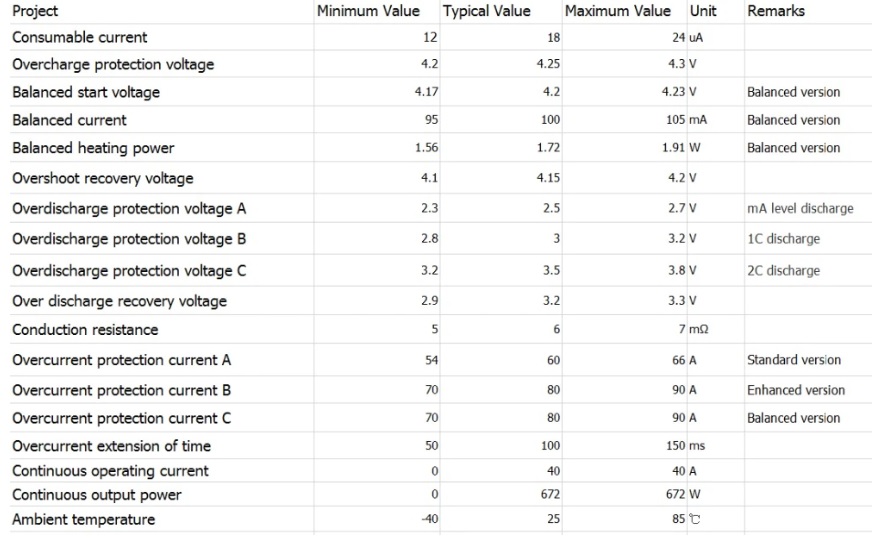 Project Minimum Value Typical Value Maximum Value Unit Remarks
Consumable current 12 18 24 uA
Overcharge protection voltage 4.2 4.25 4.3 V
Balanced start voltage 4.17 4.2 4.23 V Balanced version
Balanced current 95 100 105 mA Balanced version
Balanced heating power 1.56 1.72 1.91 W Balanced version
Overshoot recovery voltage 4.1 4.15 4.2 V
Overdischarge protection voltage A 2.3 2.5 2.7 V mA level discharge
Overdischarge protection voltage B 2.8 3 3.2 V 1C discharge
Overdischarge protection voltage C 3.2 3.5 3.8 V 2C discharge
Over discharge recovery voltage 2.9 3.2 3.3 V
Conduction resistance 5 6 7 mΩ
Overcurrent protection current A 54 60 66 A Standard version
Overcurrent protection current B 70 80 90 A Enhanced version
Overcurrent protection current C 70 80 90 A Balanced version
Overcurrent extension of time 50 100 150 ms
Continuous operating current 0 40 40 A
Continuous output power 0 672 672 W
Ambient temperature -40 25 85 ℃